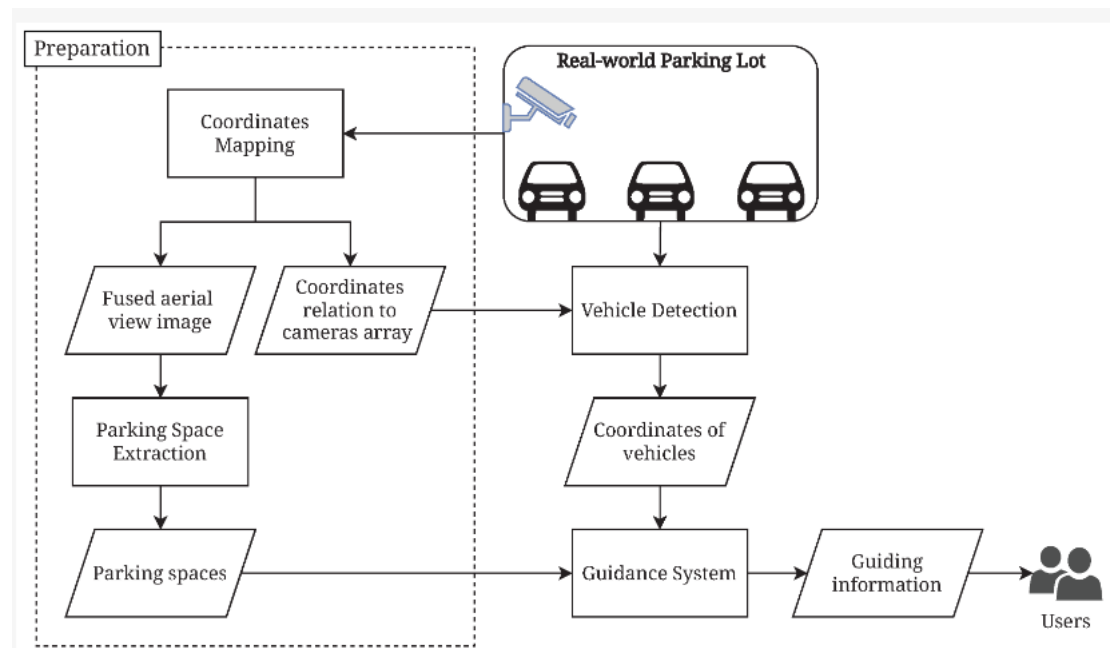 Preparation
Real-world Parking Lot
Coordinates
Mapping
Fused aerial
view image
Coordinates
relation to
cameras array
Vehicle Detection
Parking Space
Extraction
Coordinates of
vehicles
Parking spaces
Guidance System
Guiding
information
Users